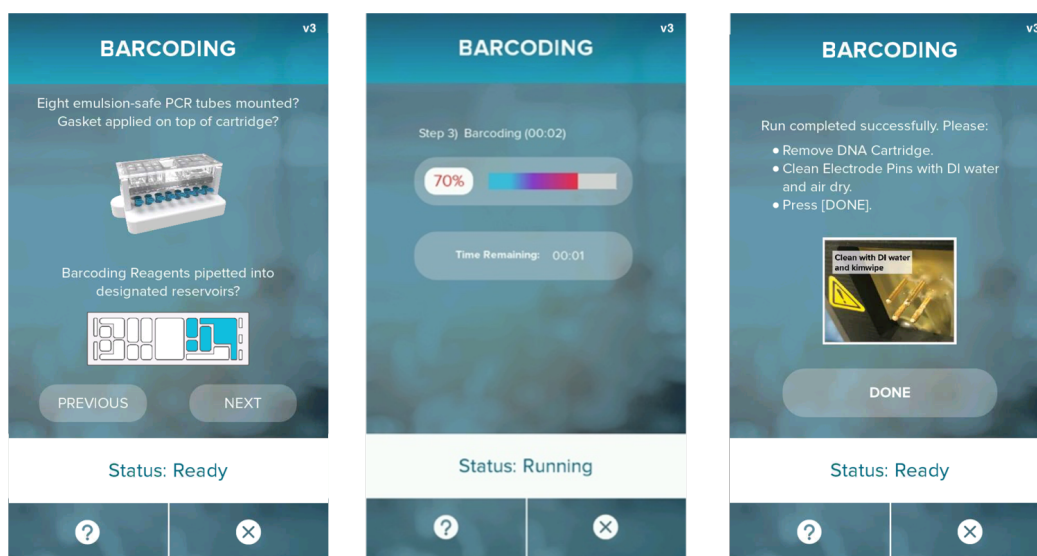 v3
BARCODING
Eight emulsion-safe PCR tubes mounted?
Gasket applied on top of cartridge?
Barcoding Reagents pipetted into
designated reservoirs?
PREVIOUS
NEXT
Status: Ready
?
v3
BARCODING
Step 3) Barcoding (00:02)
70%
Time Remaining: 00:01
Status: Running
?
v3
BARCODING
Run completed successfully. Please:
• Remove DNA Cartridge.
• Clean Electrode Pins with DI water
and air dry.
• Press [DONE].
Clean with DI water
and kimwipe
DONE
Status: Ready
?